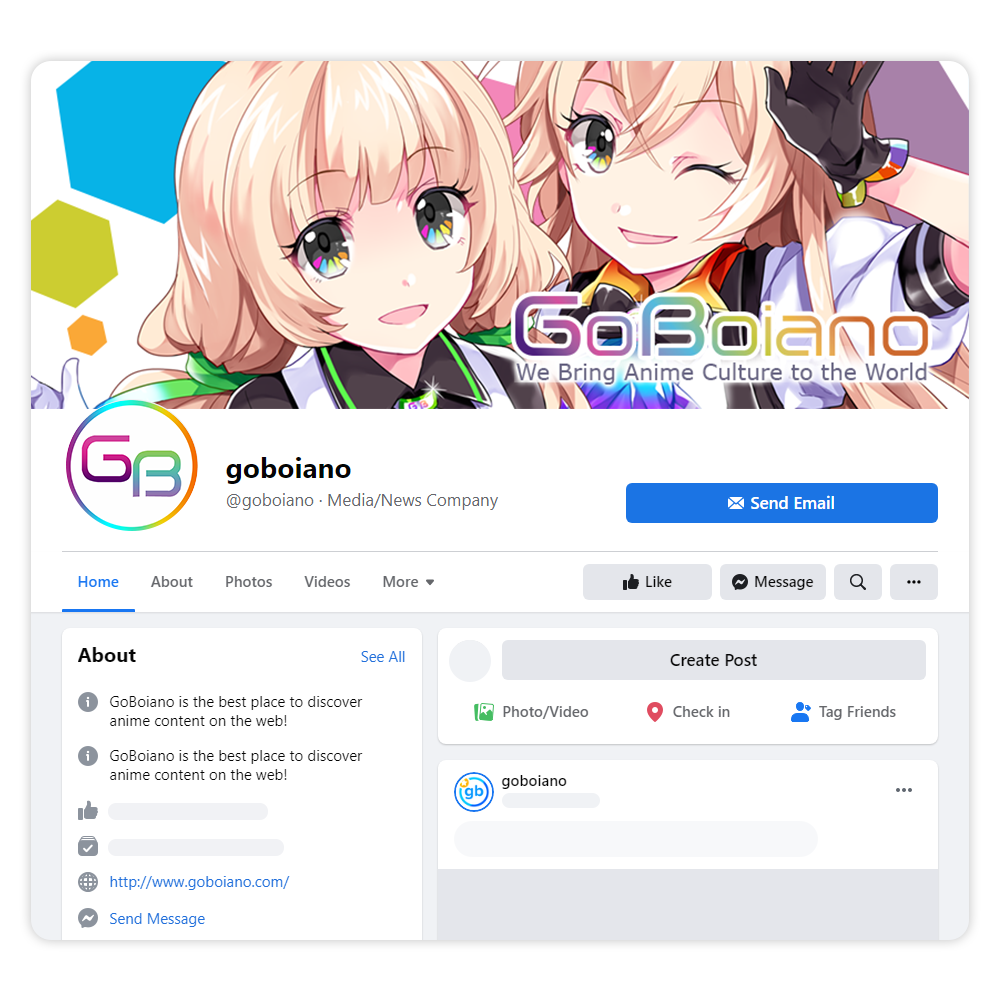 GoBoiano
We Bring Anime Culture to the World
GB
goboiano
@goboiano · Media/News Company
Send Email
Home About Photos Videos More
Like Message
About See All
GoBoiano is the best place to discover
anime content on the web!
GoBoiano is the best place to discover
anime content on the web!
http://www.goboiano.com/
Send Message
Create Post
Photo/Video Check in Tag Friends
gb
goboiano